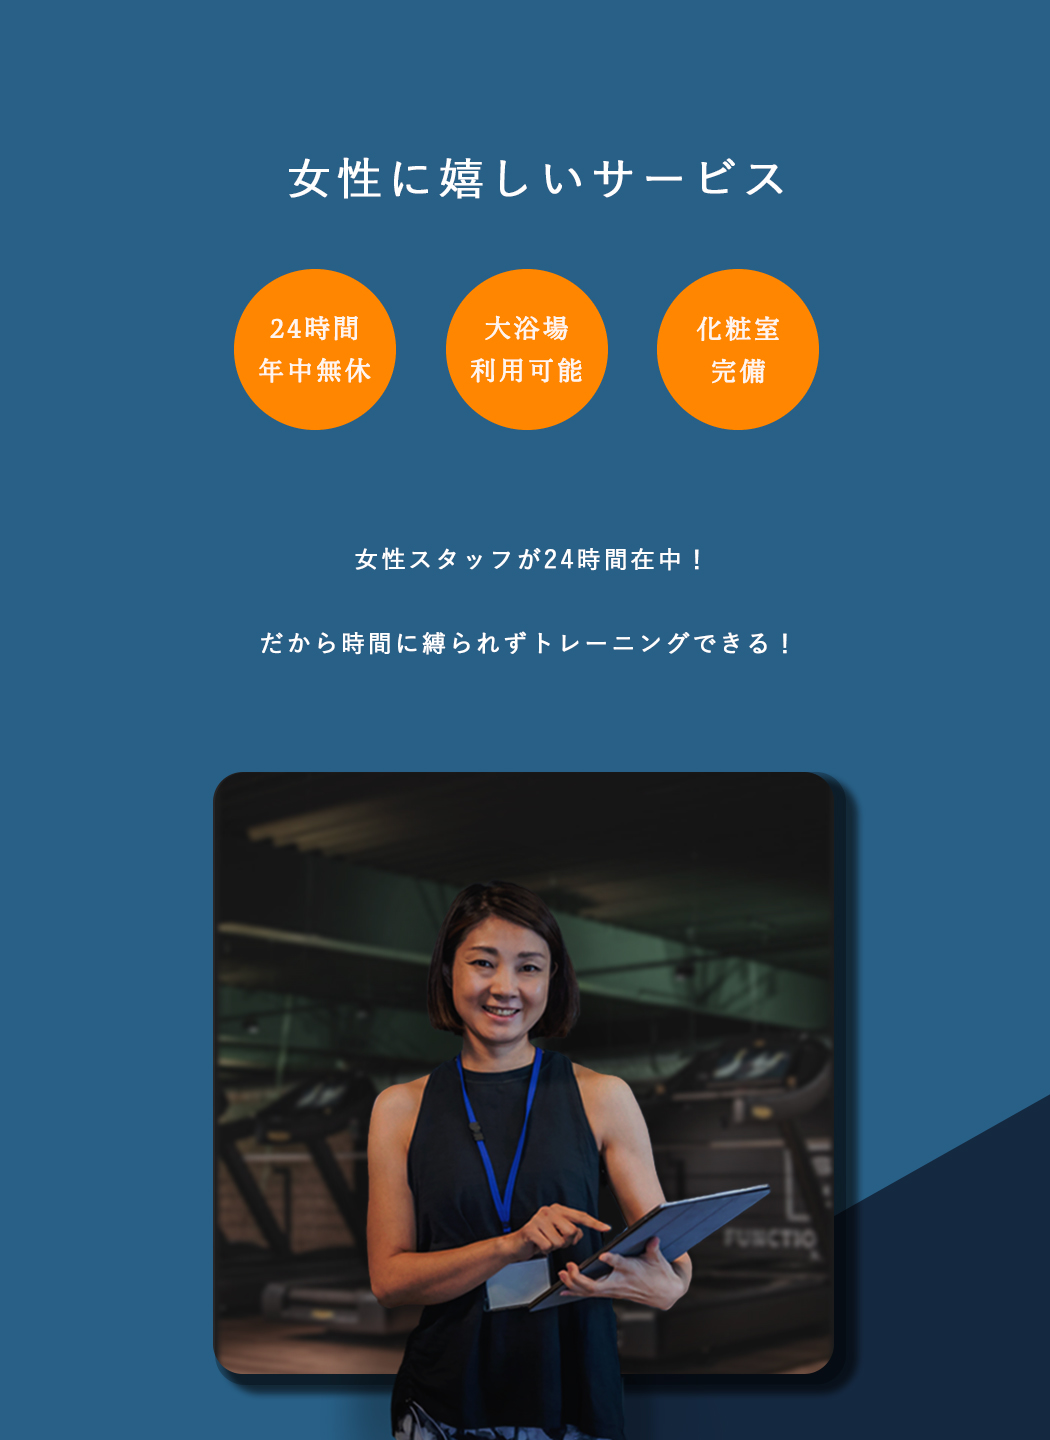 女性に嬉しいサービス
24時間
年中無休
大浴場
利用可能
化粧室
完備
女性スタッフが24時間在中！
だから時間に縛られずトレーニングできる！
FUNCTIO